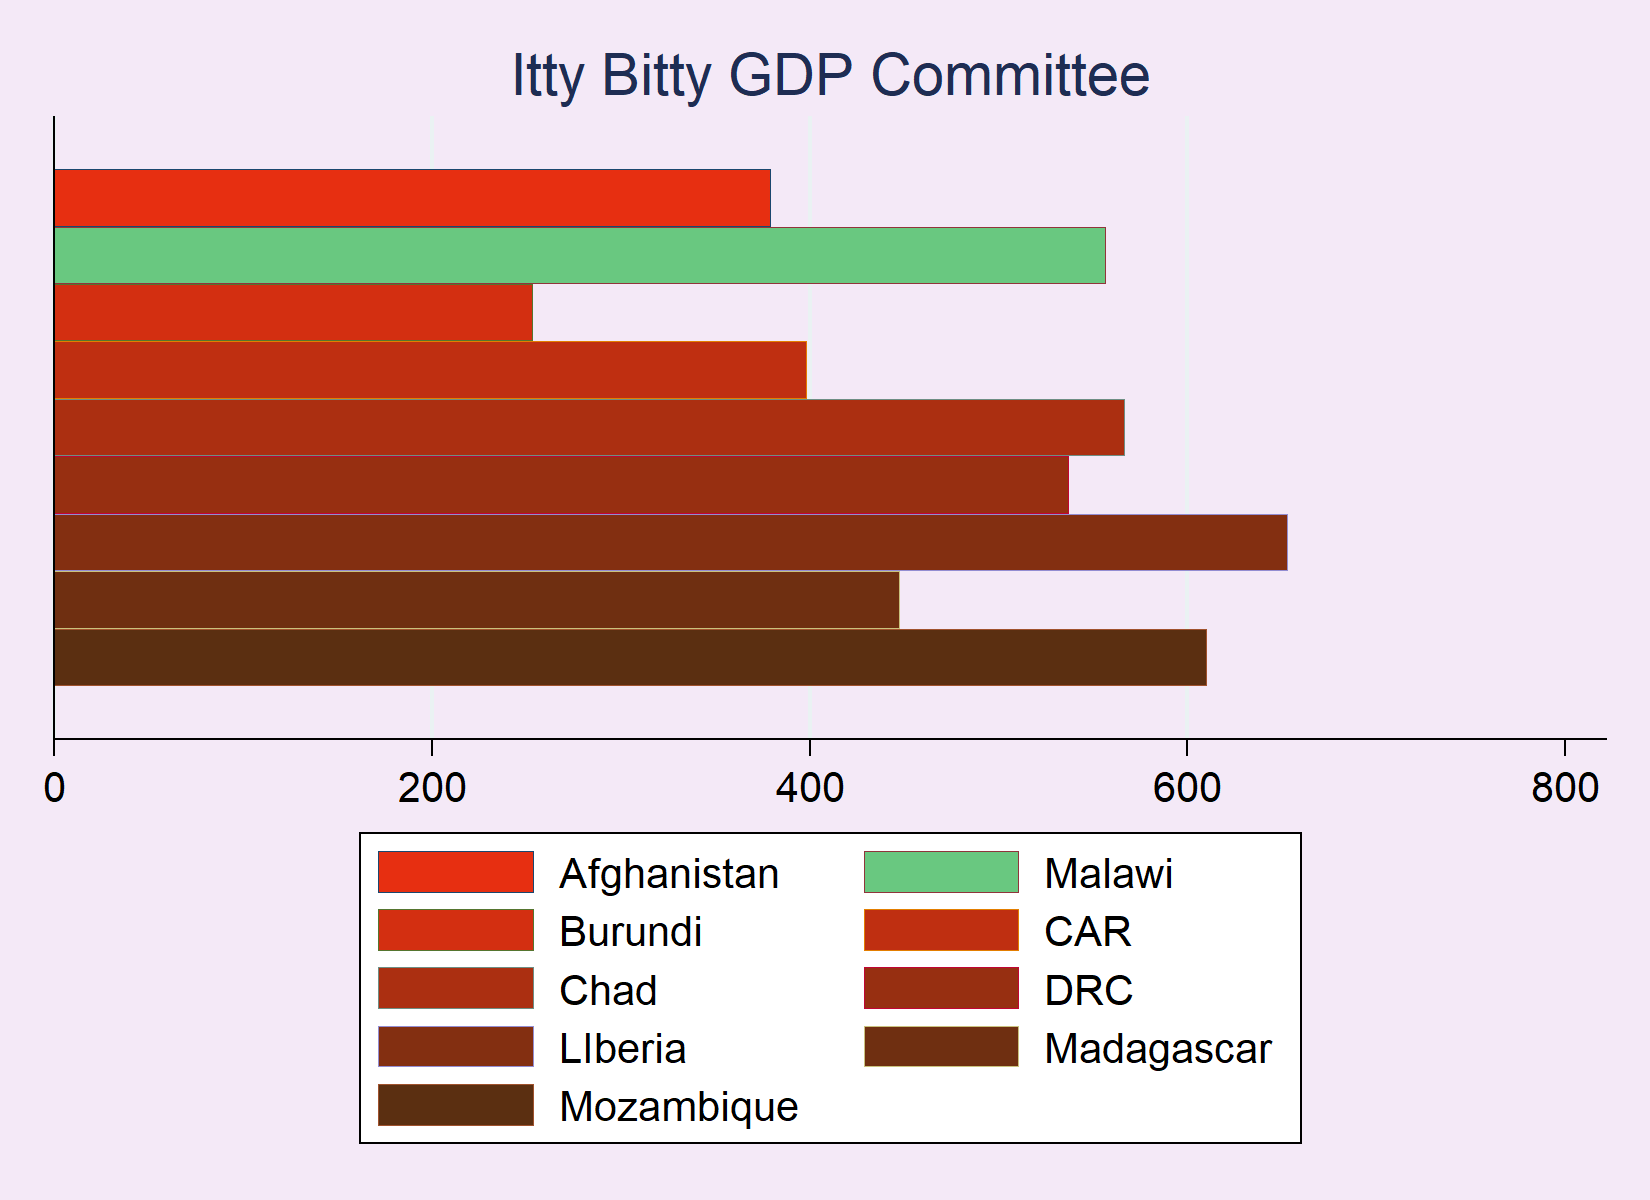 Itty Bitty GDP Committee
0 200 400 600 800
Afghanistan Malawi
Burundi CAR
Chad DRC
LIberia Madagascar
Mozambique